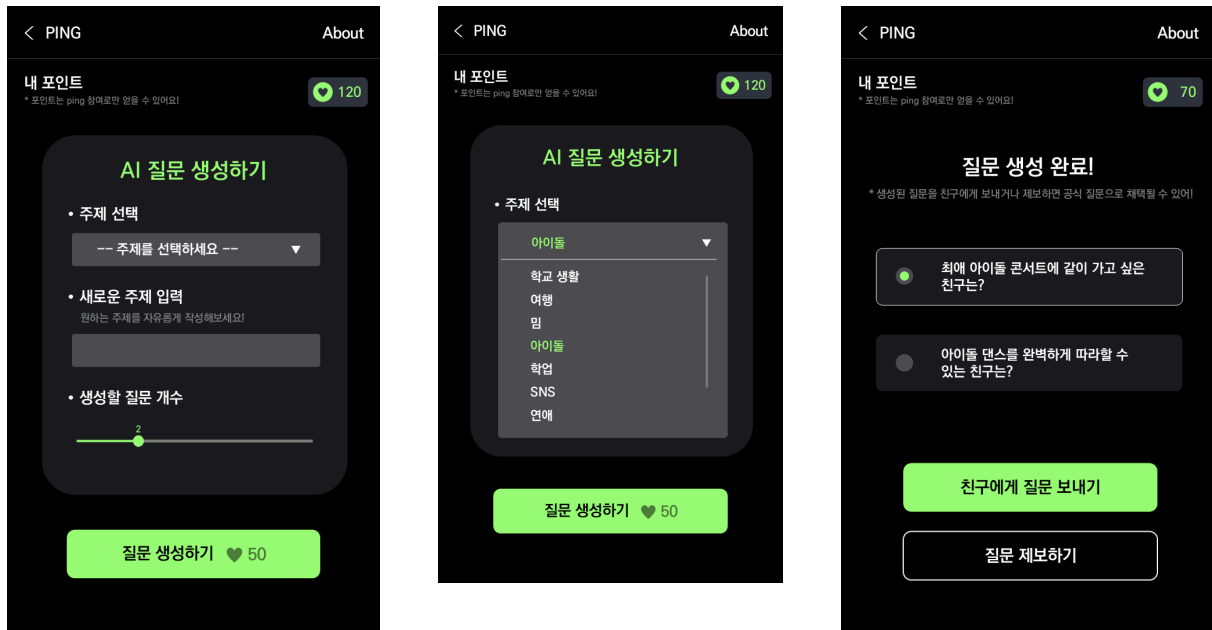 PING
About
내 포인트
* 포인트는 ping 참여로만 얻을 수 있어요!
120
AI 질문 생성하기
• 주제 선택
-- 주제를 선택하세요 --
• 새로운 주제 입력
원하는 주제를 자유롭게 작성해보세요!
• 생성할 질문 개수
2
질문 생성하기 50
PING
About
내 포인트
* 포인트는 ping 참여로만 얻을 수 있어요!
120
AI 질문 생성하기
• 주제 선택
아이돌
학교 생활
여행
밈
아이돌
학업
SNS
연애
질문 생성하기 50
PING
About
내 포인트
* 포인트는 ping 참여로만 얻을 수 있어요!
70
질문 생성 완료!
* 생성된 질문을 친구에게 보내거나 제보하면 공식 질문으로 채택될 수 있어!
최애 아이돌 콘서트에 같이 가고 싶은
친구는?
아이돌 댄스를 완벽하게 따라할 수
있는 친구는?
친구에게 질문 보내기
질문 제보하기